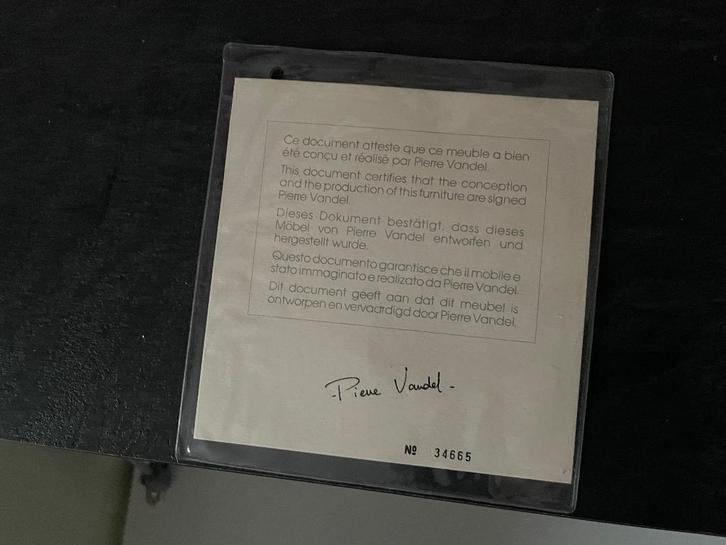 Ce document atteste que ce meuble a bien
été conçu et réalisé par Pierre Vandel.
This document certifies that the conception
and the production of this furniture are signed
Pierre Vandel.
Dieses Dokument bestätigt, dass dieses
Möbel von Pierre Vandel entworfen und
hergestellt wurde.
Questo documento garantisce che il mobile e
stato immaginato e realizato da Pierre Vandel.
Dit document geeft aan dat dit meubel is
ontworpen en vervaardigd door Pierre Vandel.
- Pierre Vandel -
Nº 34665